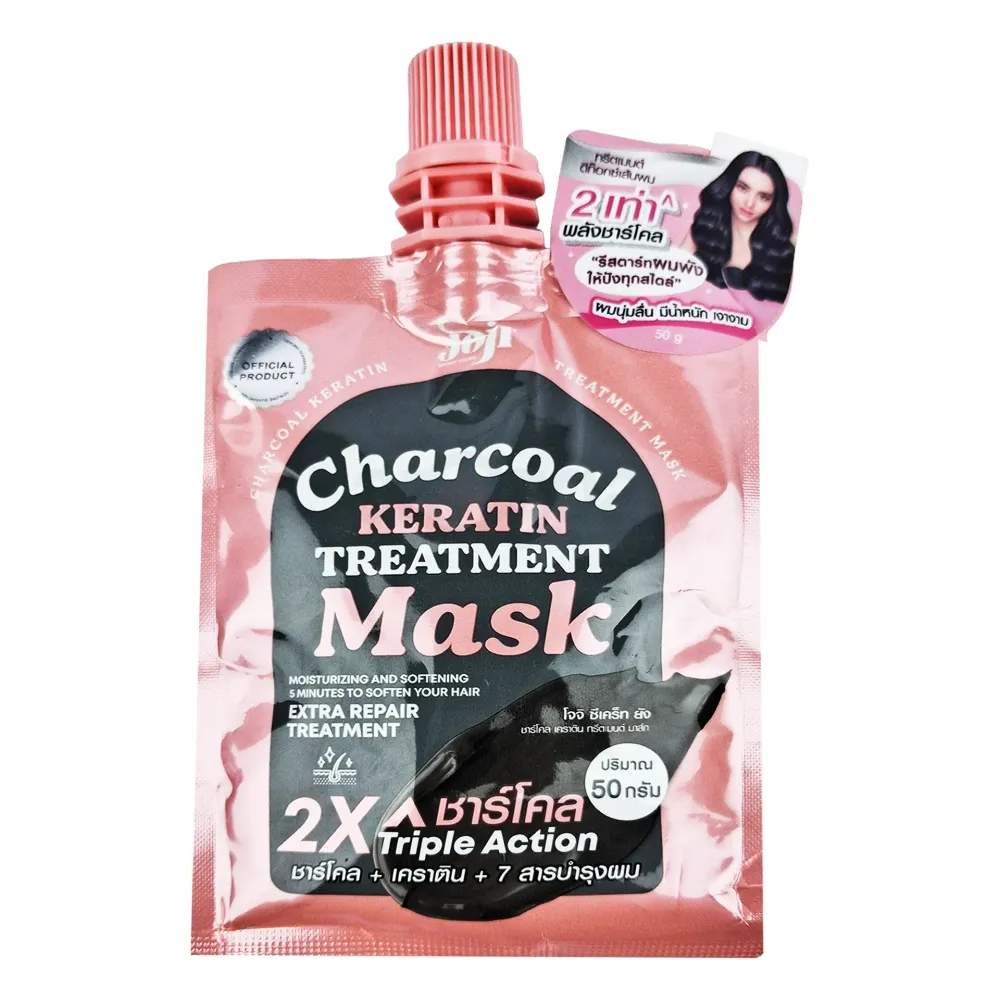 ทรีตเมนต์
ดีท็อกซ์เส้นผม
2 เท่า^
พลังชาร์โคล
"รีสตาร์ทผมพัง
ให้ปังทุกสไตล์"
ผมนุ่มลื่น มีน้ำหนัก เงางาม
50 g
Joji
OFFICIAL
PRODUCT
CHARCOAL KERATIN
TREATMENT MASK
Charcoal
KERATIN
TREATMENT
Mask
MOISTURIZING AND SOFTENING
5 MINUTES TO SOFTEN YOUR HAIR
EXTRA REPAIR
TREATMENT
โจจิ ซีเคร็ท ยัง
ชาร์โคล เคราติน ทรีตเมนต์ มาส์ก
ปริมาณ
50 กรัม
2X^ ชาร์โคล
Triple Action
ชาร์โคล + เคราติน + 7 สารบำรุงผม